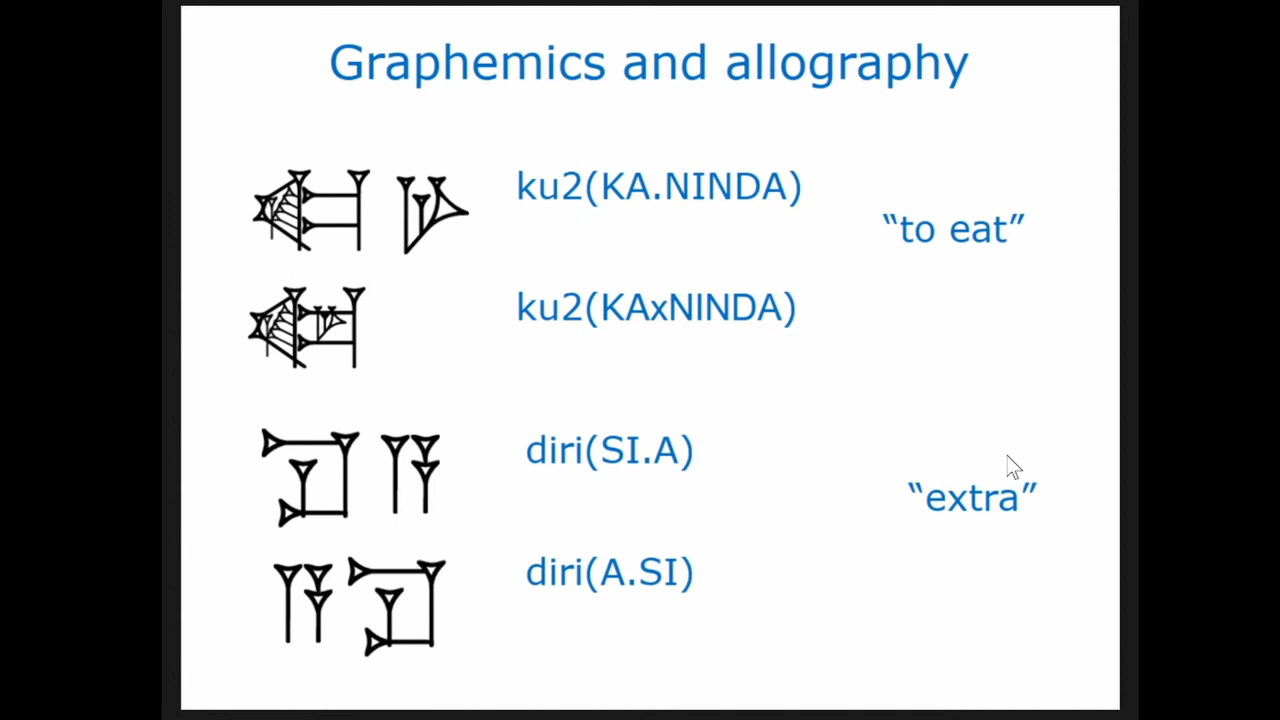 Graphemics and allography
𒅗 𒃻 ku2(KA.NINDA)
“to eat”
𒅥 ku2(KAxNINDA)
𒋛 𒀀 diri(SI.A)
“extra”
𒀀 𒋛 diri(A.SI)